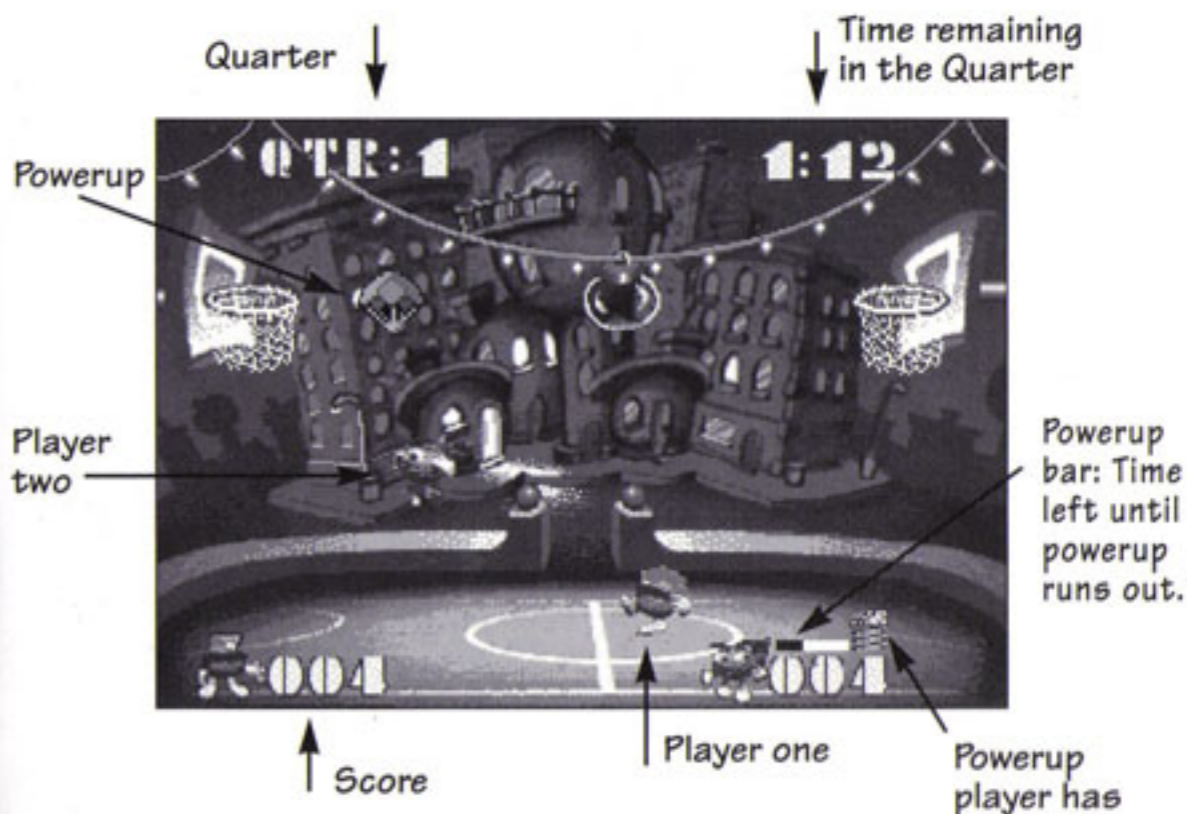 Quarter
Time remaining
in the Quarter
QTR:1
1:12
Powerup
Player
two
Powerup
bar: Time
left until
powerup
runs out.
004
004
Score
Player one
Powerup
player has